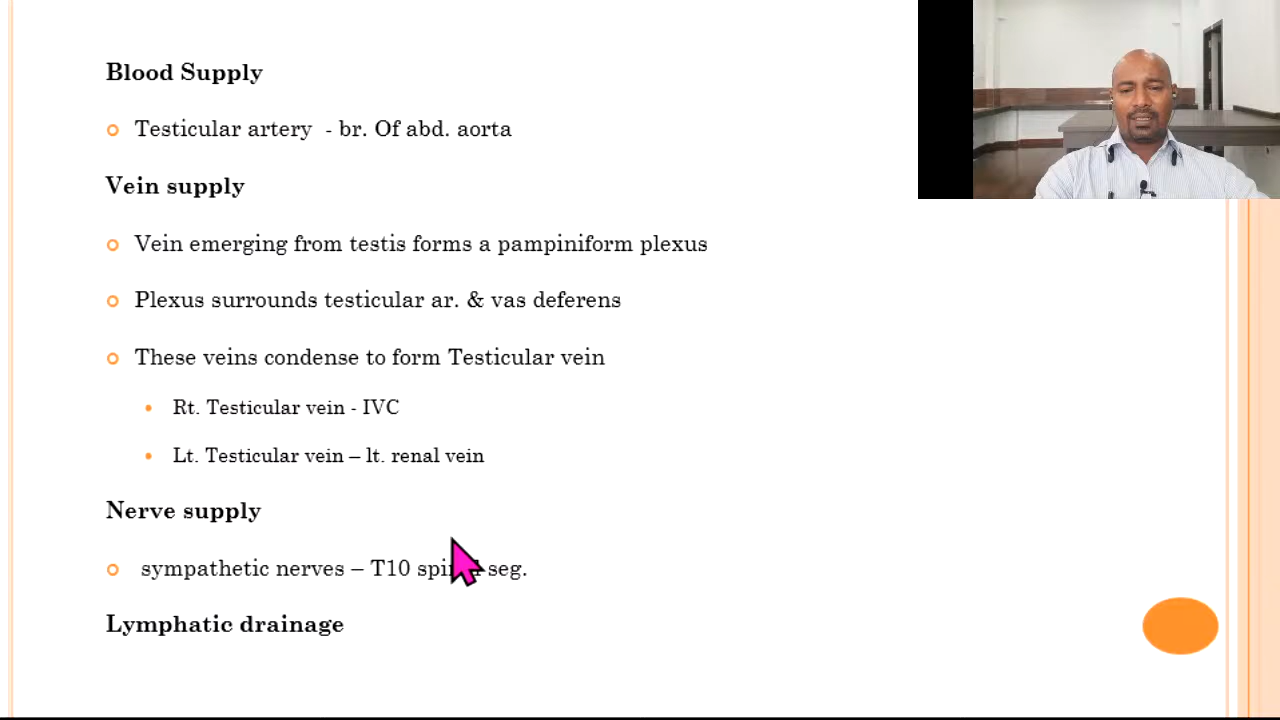 Blood Supply
Testicular artery - br. Of abd. aorta
Vein supply
Vein emerging from testis forms a pampiniform plexus
Plexus surrounds testicular ar. & vas deferens
These veins condense to form Testicular vein
Rt. Testicular vein - IVC
Lt. Testicular vein – lt. renal vein
Nerve supply
sympathetic nerves – T10 seg.
Lymphatic drainage